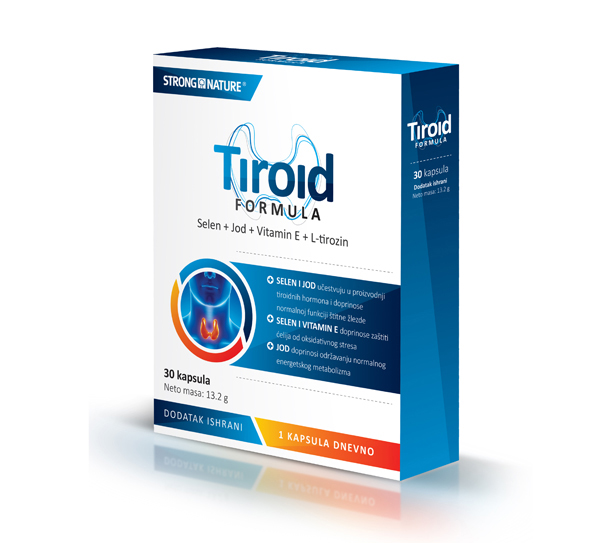 STRONG NATURE®
Tiroid
FORMULA
Selen + Jod + Vitamin E + L-tirozin
SELEN I JOD učestvuju u proizvodnji
tiroidnih hormona i doprinose
normalnoj funkciji štitne žlezde
SELEN I VITAMIN E doprinose zaštiti
ćelija od oksidativnog stresa
JOD doprinosi održavanju normalnog
energetskog metabolizma
30 kapsula
Neto masa: 13.2 g
DODATAK ISHRANI
1 KAPSULA DNEVNO
Tiroid
FORMULA
30 kapsula
Dodatak ishrani
Neto masa: 13.2 g